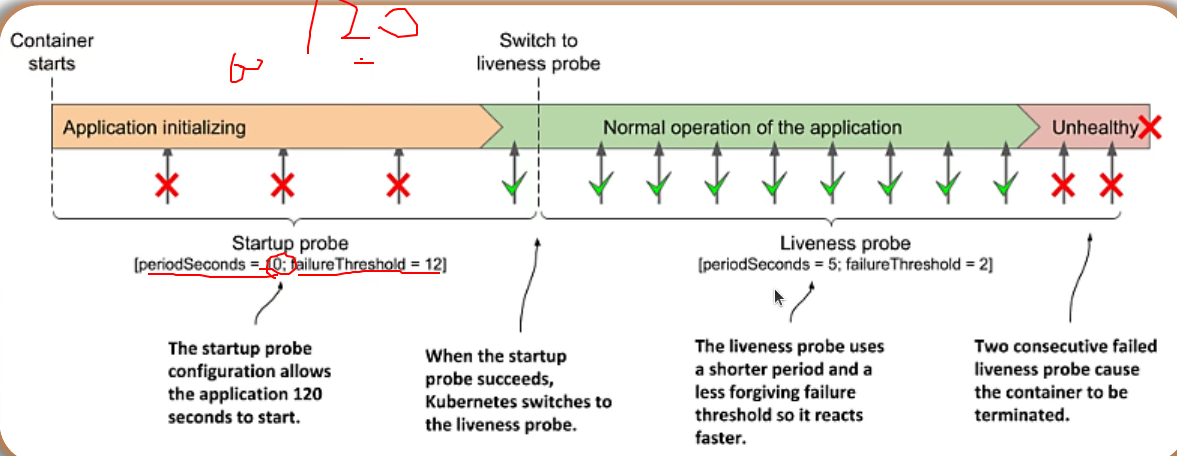 120
Container
starts
Switch to
liveness probe
Application initializing
Normal operation of the application
Unhealthy
Startup probe
[periodSeconds = 10; failureThreshold = 12]
Liveness probe
[periodSeconds = 5; failureThreshold = 2]
The startup probe
configuration allows
the application 120
seconds to start.
When the startup
probe succeeds,
Kubernetes switches to
the liveness probe.
The liveness probe uses
a shorter period and a
less forgiving failure
threshold so it reacts
faster.
Two consecutive failed
liveness probe cause
the container to be
terminated.